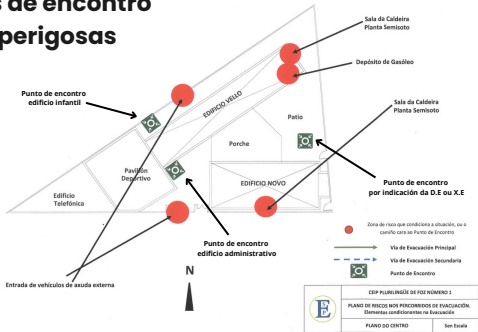 s de encontro
perigosas
Sala da Caldeira
Planta Semisoto
Depósito de Gasóleo
Punto de encontro
edificio infantil
Sala da Caldeira
Planta Semisoto
EDIFICIO VELLO
Patio
Porche
Pavillón
Deportivo
EDIFICIO NOVO
Edificio
Telefónica
Punto de encontro
por indicación da D.E ou X.E
Punto de encontro
edificio administrativo
Entrada de vehículos de axuda externa
N
Zona de risco que condiciona a situación, ou o
camiño cara ao Punto de Encontro
Vía de Evacuación Principal
Vía de Evacuación Secundaria
Punto de Encontro
CEIP PLURILINGÜE DE FOZ NÚMERO 1
PLANO DE RISCOS NOS PERCORRIDOS DE EVACUACIÓN.
Elementos condicionantes na Evacuación
PLANO DO CENTRO
Sen Escala